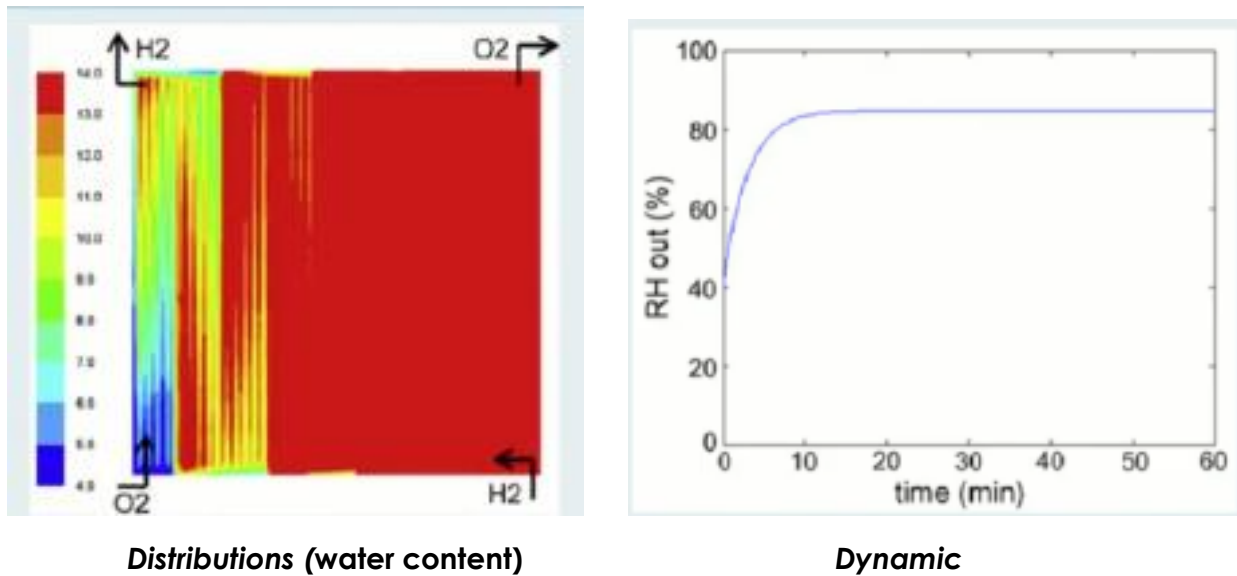 H2
O2
14.0
13.0
12.0
11.0
10.0
9.0
8.0
7.0
6.0
5.0
4.0
O2
H2
100
80
60
40
20
0
RH out (%)
0 10 20 30 40 50 60
time (min)
Distributions (water content)
Dynamic